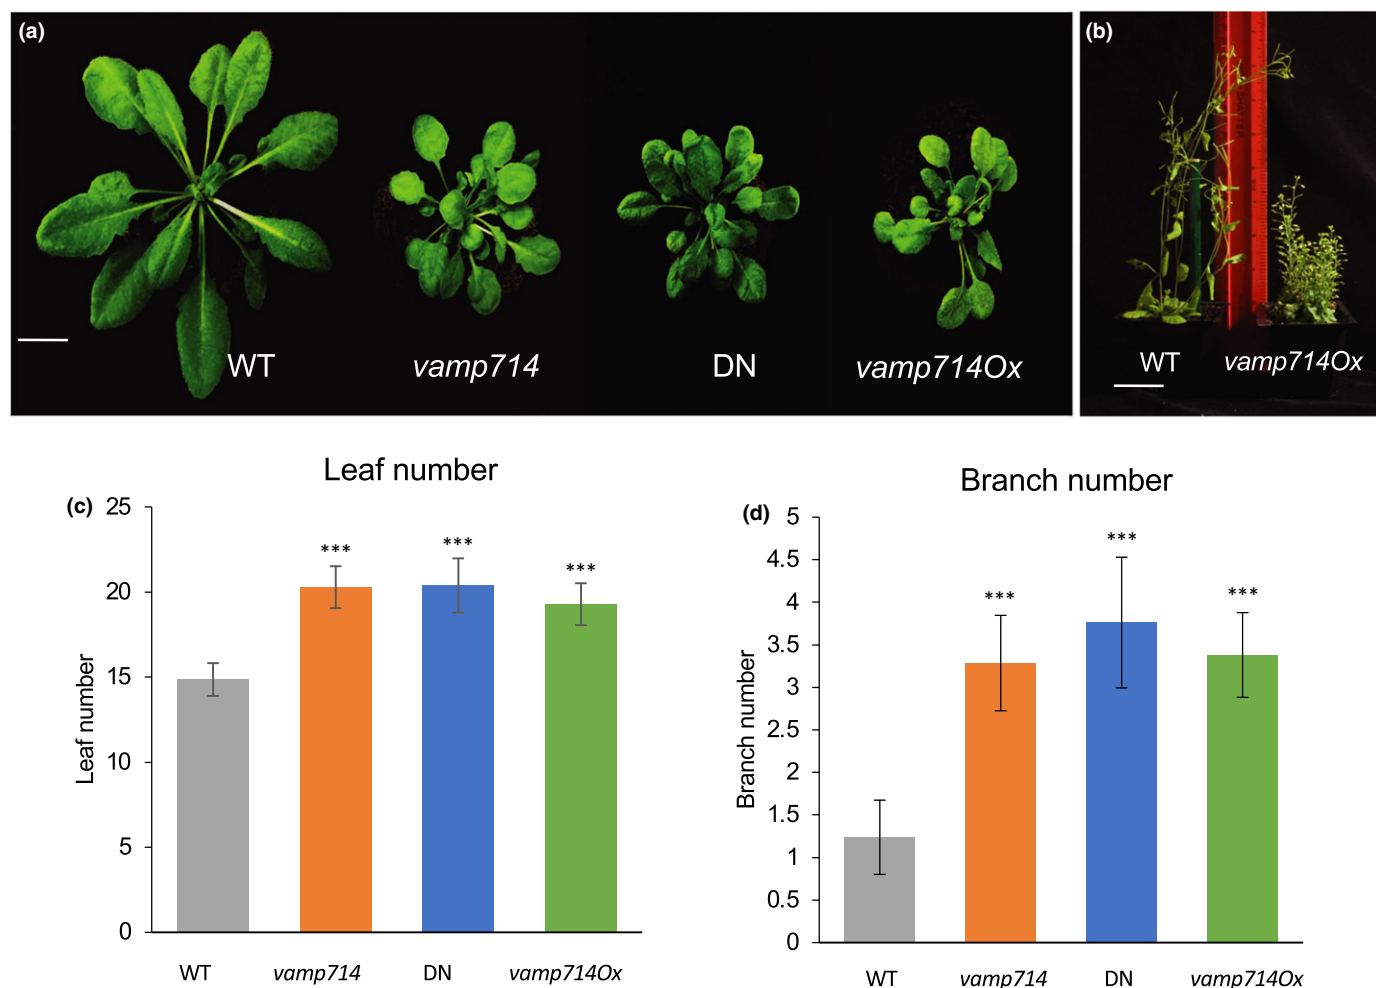 (a)
WT vamp714 DN vamp714Ox
(b)
WT vamp714Ox
Leaf number
(c)
Leaf number
25
20
15
10
5
0
***
***
***
WT vamp714 DN vamp714Ox
Branch number
(d)
Branch number
5
4.5
4
3.5
3
2.5
2
1.5
1
0.5
0
***
***
***
WT vamp714 DN vamp714Ox